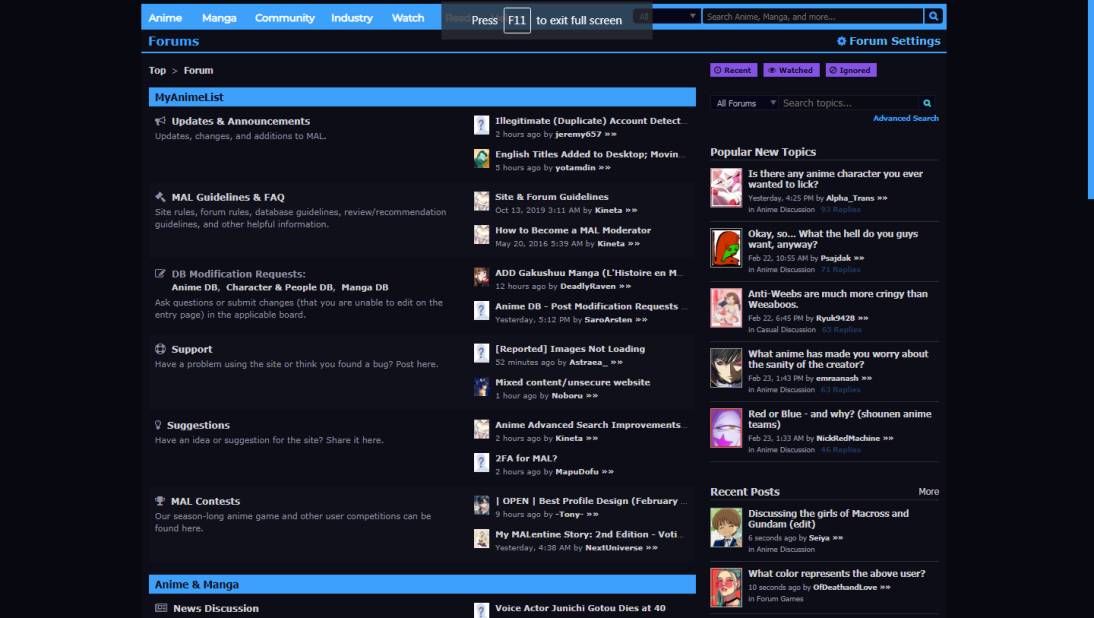 Anime Manga Community Industry Watch Read
Press F11 to exit full screen
All
Search Anime, Manga, and more...
Forums
Forum Settings
Top > Forum
Recent Watched Ignored
MyAnimeList
Updates & Announcements
Updates, changes, and additions to MAL.
Illegitimate (Duplicate) Account Detect...
2 hours ago by jeremy657 »»
English Titles Added to Desktop; Movin...
5 hours ago by yotamdin »»
MAL Guidelines & FAQ
Site rules, forum rules, database guidelines, review/recommendation
guidelines, and other helpful information.
Site & Forum Guidelines
Oct 13, 2019 3:11 AM by Kineta »»
How to Become a MAL Moderator
May 20, 2016 5:39 AM by Kineta »»
DB Modification Requests:
Anime DB, Character & People DB, Manga DB
Ask questions or submit changes (that you are unable to edit on the
entry page) in the applicable board.
ADD Gakushuu Manga (L'Histoire en M...
12 hours ago by DeadlyRaven »»
Anime DB - Post Modification Requests ...
Yesterday, 5:12 PM by SaroArsten »»
Support
Have a problem using the site or think you found a bug? Post here.
[Reported] Images Not Loading
52 minutes ago by Astraea_ »»
Mixed content/unsecure website
1 hour ago by Noboru »»
Suggestions
Have an idea or suggestion for the site? Share it here.
Anime Advanced Search Improvements...
2 hours ago by Kineta »»
2FA for MAL?
2 hours ago by MapuDofu »»
MAL Contests
Our season-long anime game and other user competitions can be
found here.
| OPEN | Best Profile Design (February ...
9 hours ago by -Tony- »»
My MALentine Story: 2nd Edition - Voti...
Yesterday, 4:38 AM by NextUniverse »»
Anime & Manga
News Discussion
Voice Actor Junichi Gotou Dies at 40
All Forums
Search topics...
Advanced Search
Popular New Topics
Is there any anime character you ever
wanted to lick?
Yesterday, 4:25 PM by Alpha_Trans »»
in Anime Discussion 93 Replies
Okay, so... What the hell do you guys
want, anyway?
Feb 22, 10:55 AM by Psajdak »»
in Anime Discussion 71 Replies
Anti-Weebs are much more cringy than
Weeaboos.
Feb 22, 6:45 PM by Ryuk9428 »»
in Casual Discussion 65 Replies
What anime has made you worry about
the sanity of the creator?
Feb 23, 1:43 PM by emraanash »»
in Anime Discussion 63 Replies
Red or Blue - and why? (shounen anime
teams)
Feb 23, 1:33 AM by NickRedMachine »»
in Anime Discussion 46 Replies
Recent Posts
More
Discussing the girls of Macross and
Gundam (edit)
6 seconds ago by Seiya »»
in Anime Discussion
What color represents the above user?
10 seconds ago by OfDeathandLove »»
in Forum Games